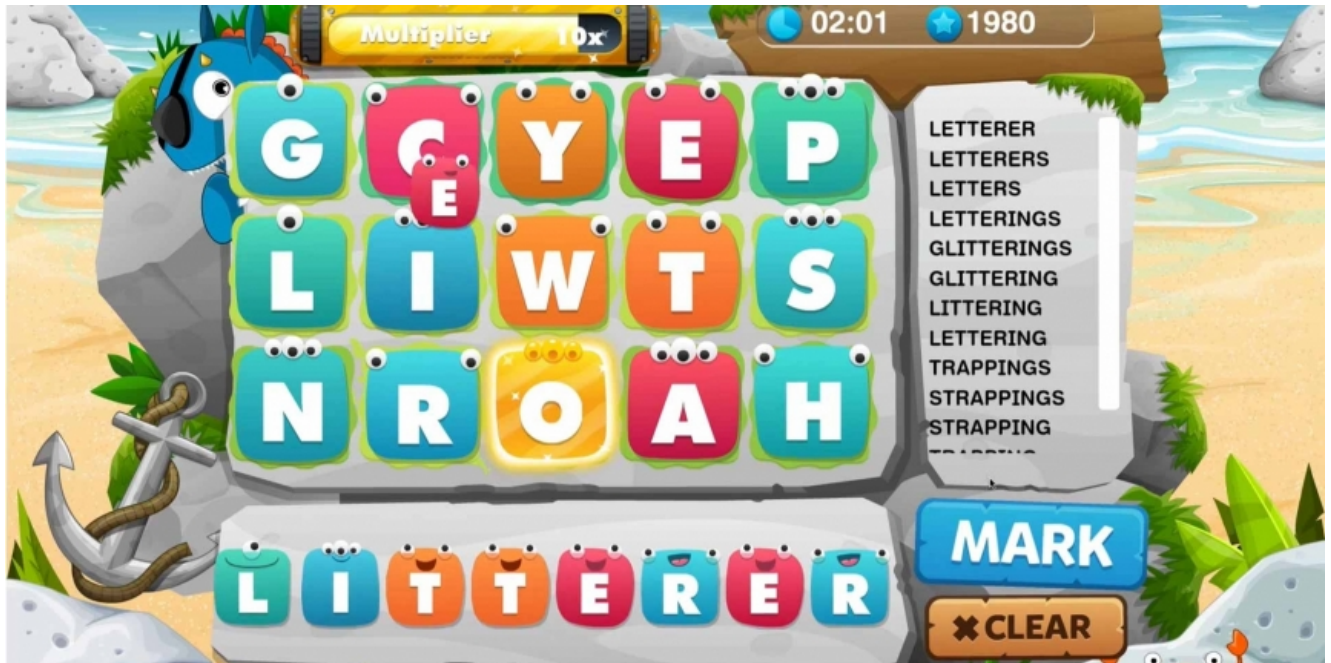 Multiplier 10x
02:01 1980
G C Y E P
E
L I W T S
N R O A H
LETTERER
LETTERERS
LETTERS
LETTERINGS
GLITTERINGS
GLITTERING
LITTERING
LETTERING
TRAPPINGS
STRAPPINGS
STRAPPING
L I T T E R E R
MARK
✖ CLEAR